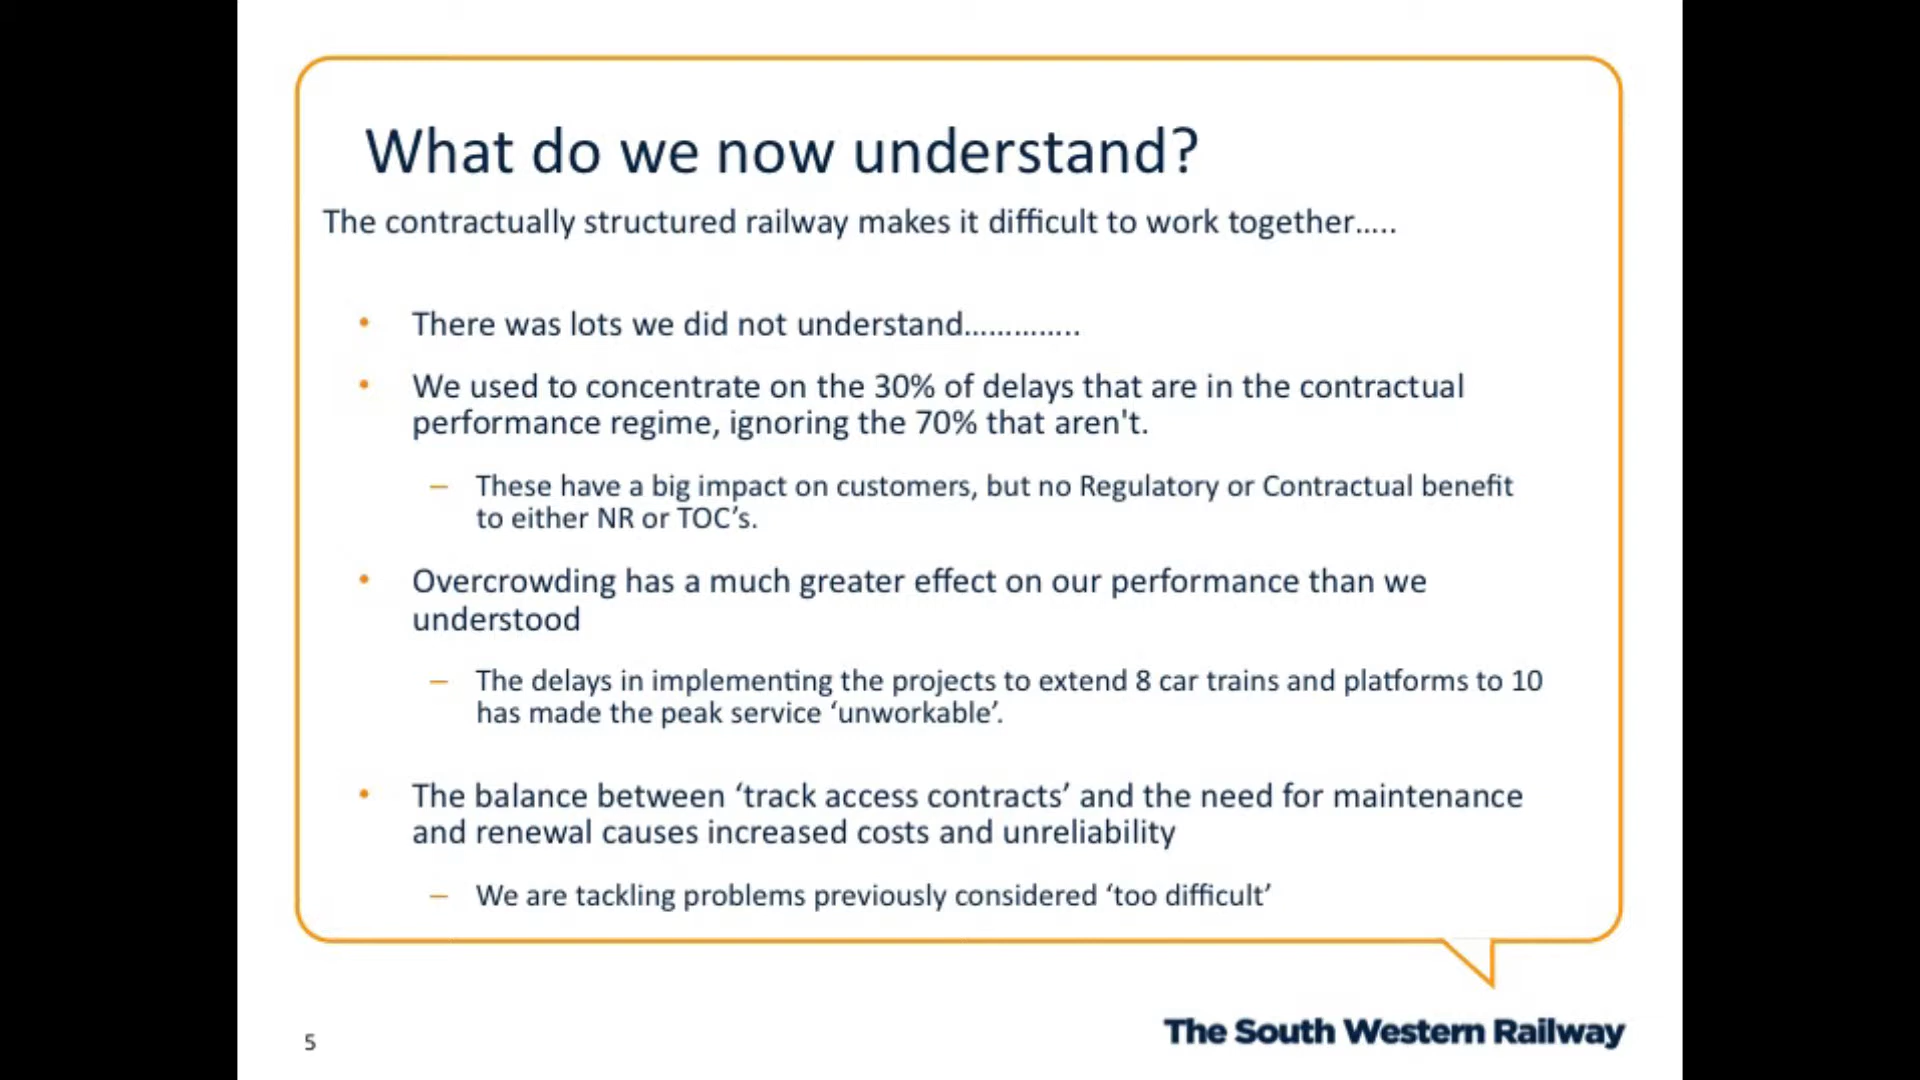 What do we now understand?
The contractually structured railway makes it difficult to work together.....
• There was lots we did not understand..............
• We used to concentrate on the 30% of delays that are in the contractual
performance regime, ignoring the 70% that aren't.
– These have a big impact on customers, but no Regulatory or Contractual benefit
to either NR or TOC’s.
• Overcrowding has a much greater effect on our performance than we
understood
– The delays in implementing the projects to extend 8 car trains and platforms to 10
has made the peak service ‘unworkable’.
• The balance between ‘track access contracts’ and the need for maintenance
and renewal causes increased costs and unreliability
– We are tackling problems previously considered ‘too difficult’
5
The South Western Railway